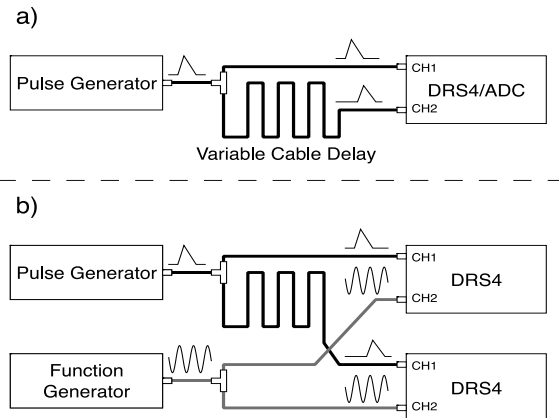 a)
Pulse Generator
CH1
DRS4/ADC
CH2
Variable Cable Delay
b)
Pulse Generator
CH1
DRS4
CH2
Function
Generator
CH1
DRS4
CH2